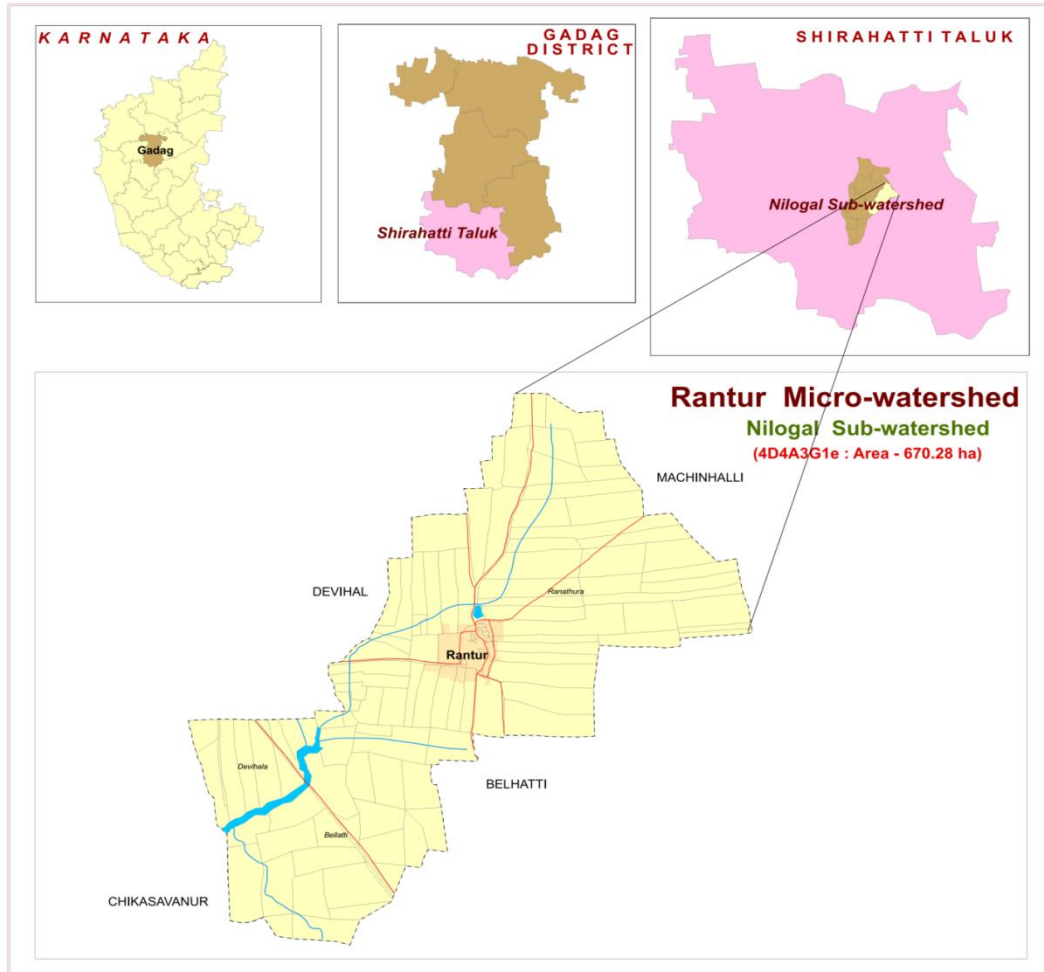 KARNATAKA
Gadag
GADAG
DISTRICT
Shirahatti Taluk
SHIRAHATTI TALUK
Nilogal Sub-watershed
Rantur Micro-watershed
Nilogal Sub-watershed
(4D4A3G1e : Area - 670.28 ha)
MACHINHALLI
DEVIHAL
Ranathura
Rantur
Devihala
BELHATTI
Bellatti
CHIKASAVANUR